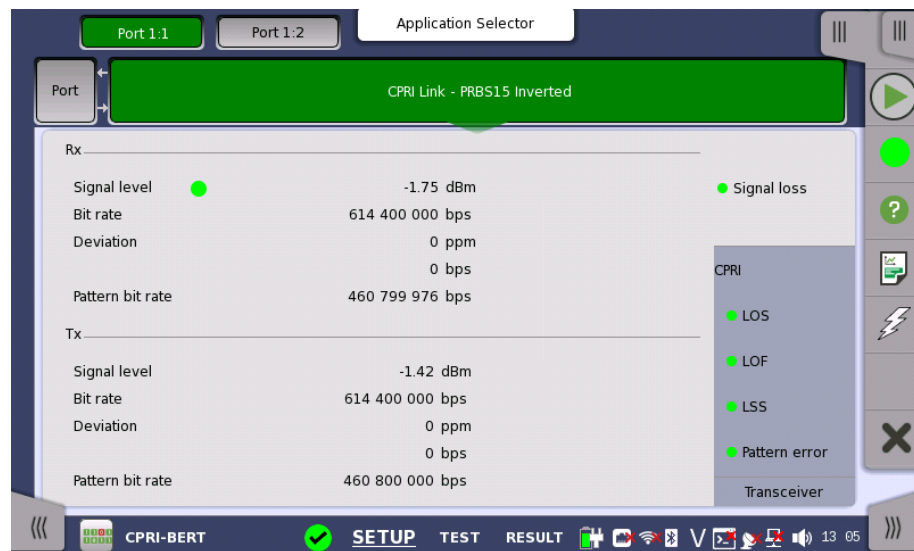 Application Selector
Port 1:1
Port 1:2
Port
CPRI Link - PRBS15 Inverted
Rx
Signal level -1.75 dBm
Signal loss
Bit rate 614 400 000 bps
Deviation 0 ppm
0 bps
CPRI
Pattern bit rate 460 799 976 bps
LOS
Tx
LOF
Signal level -1.42 dBm
Bit rate 614 400 000 bps
LSS
Deviation 0 ppm
0 bps
Pattern error
Pattern bit rate 460 800 000 bps
Transceiver
CPRI-BERT SETUP TEST RESULT V 13 05